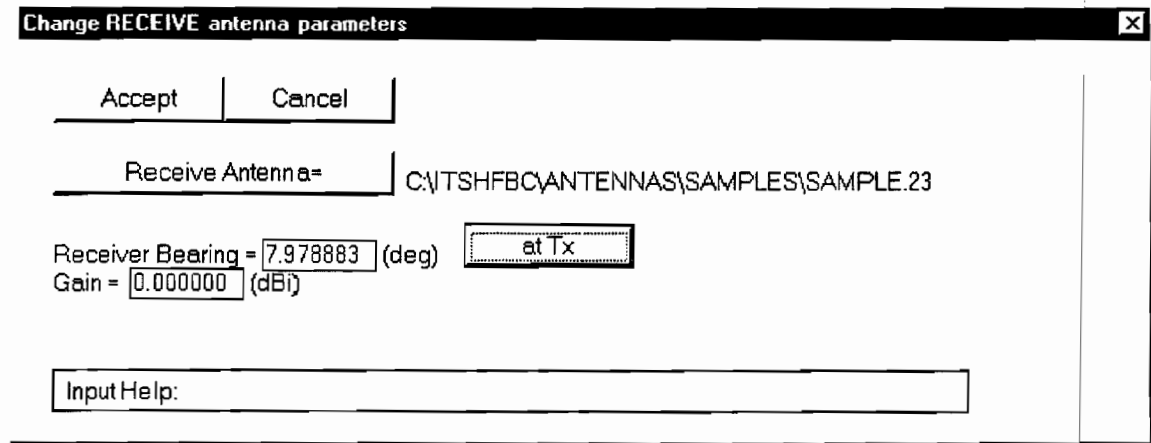 Change RECEIVE antenna parameters
Accept Cancel
Receive Antenna= C:\ITSHFBC\ANTENNAS\SAMPLES\SAMPLE.23
Receiver Bearing = 7.978883 (deg) at Tx
Gain = 0.000000 (dBi)
Input Help: